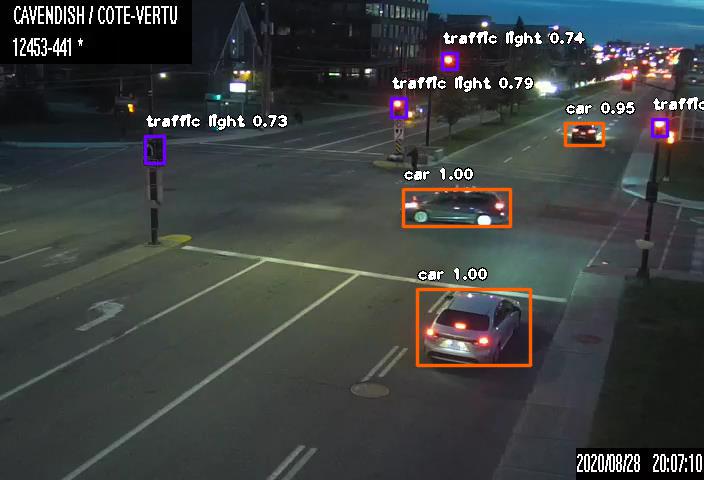 CAVENDISH / COTE-VERTU
12453-441 *
traffic light 0.74
traffic light 0.79
car 0.95
traffic
traffic light 0.73
car 1.00
car 1.00
2020/08/28 20:07:10